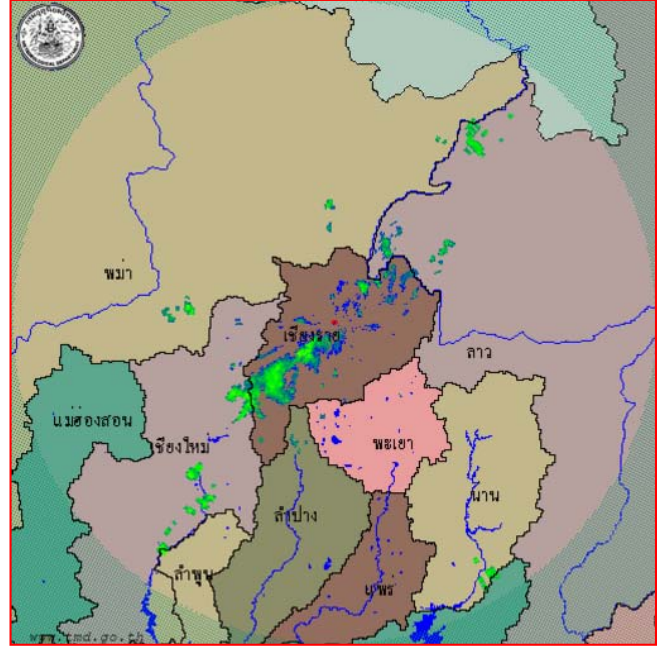 พม่า
เชียงราย
ลาว
แม่ฮ่องสอน
เชียงใหม่
พะเยา
น่าน
ลำปาง
ลำพูน
แพร่
www.tmd.go.th